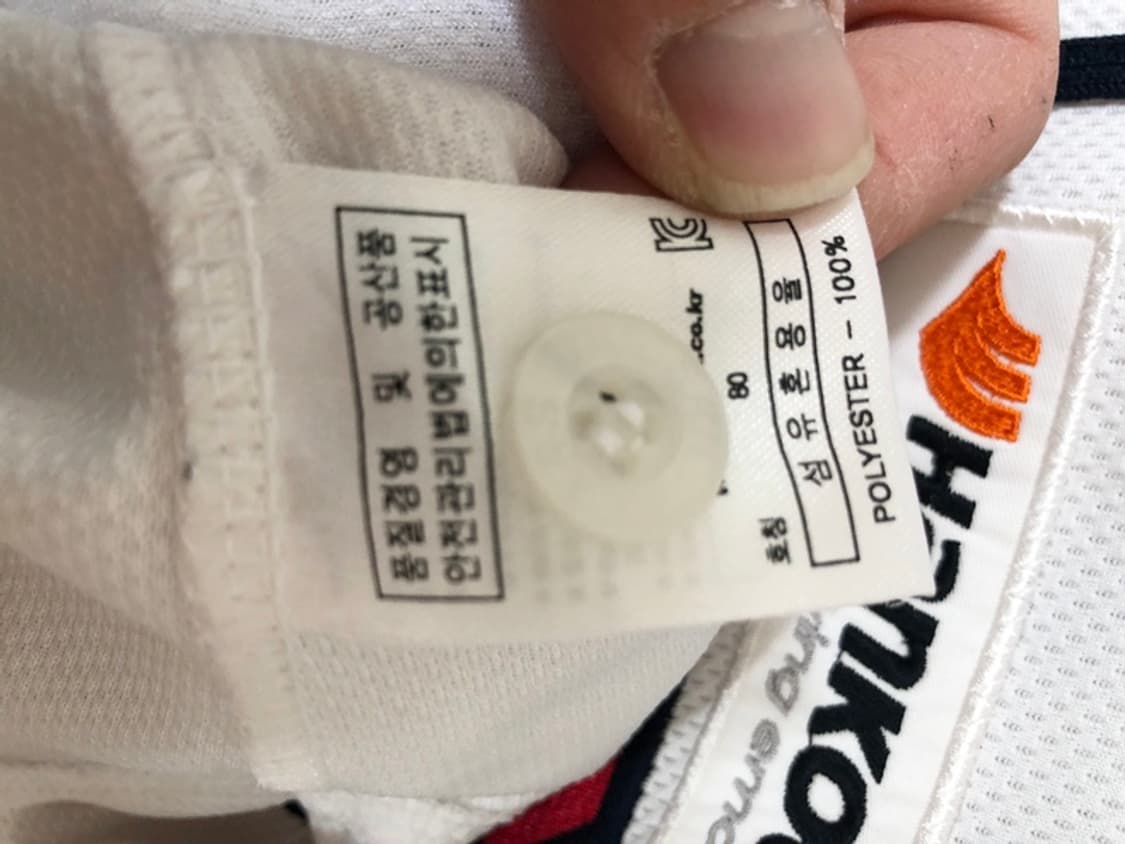 품질경영 및 공산품
안전관리법에의한표시
.co.kr
호칭 80
섬유혼용율
POLYESTER - 100%
Hankook